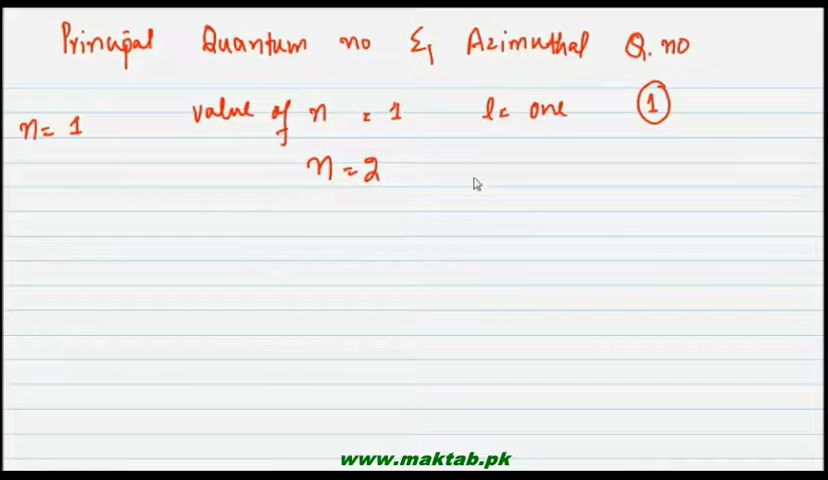 Principal Quantum no & Azimuthal Q. no
n= 1 value of n = 1 l= one 1
n = 2
www.maktab.pk